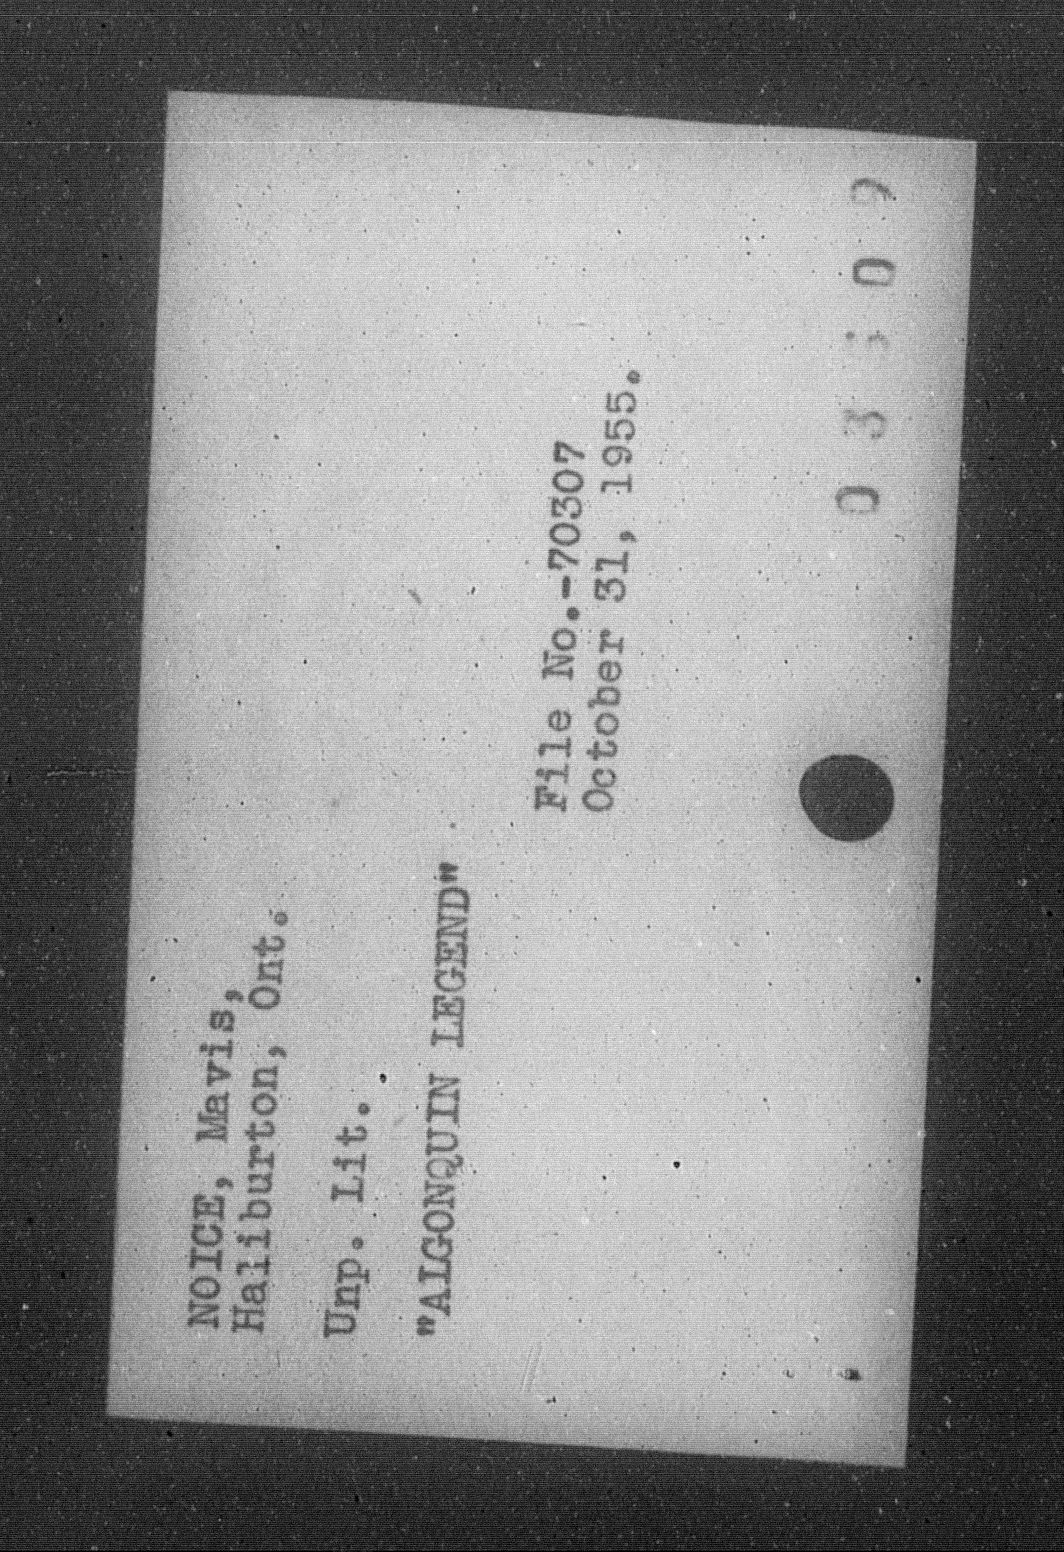 NOICE, Mavis,
Haliburton, Ont.
Unp. Lit.
"ALGONQUIN LEGEND"
File No.-70307
October 31, 1955.